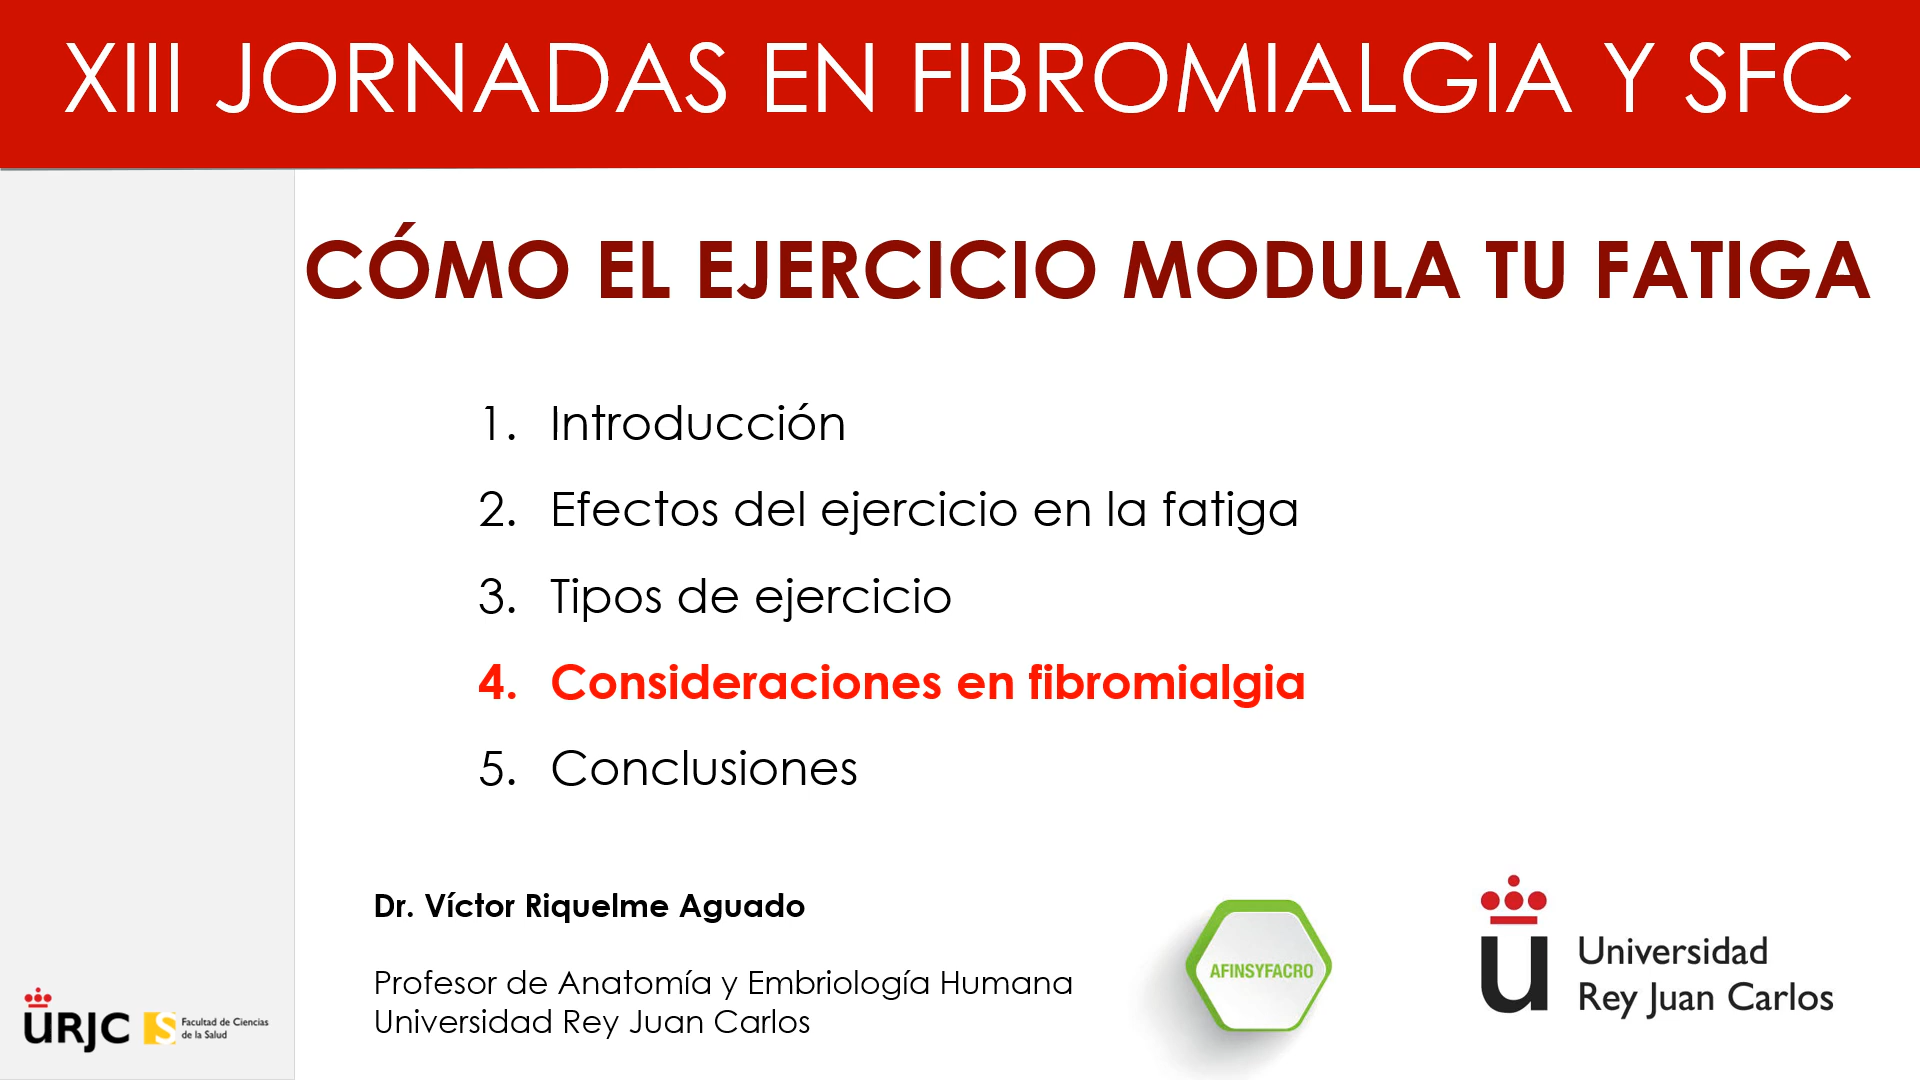 XIII JORNADAS EN FIBROMIALGIA Y SFC
CÓMO EL EJERCICIO MODULA TU FATIGA
1. Introducción
2. Efectos del ejercicio en la fatiga
3. Tipos de ejercicio
4. Consideraciones en fibromialgia
5. Conclusiones
Dr. Víctor Riquelme Aguado
Profesor de Anatomía y Embriología Humana
Universidad Rey Juan Carlos
AFINSYFACRO
u Universidad
Rey Juan Carlos
URJC S Facultad de Ciencias
de la Salud